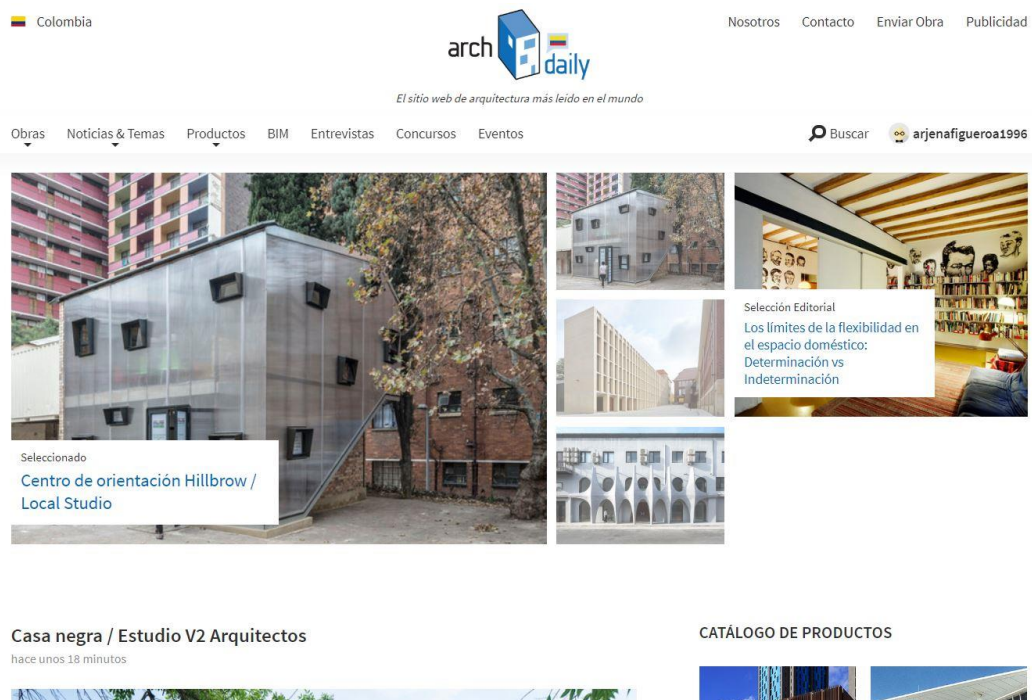 Colombia
Nosotros Contacto Enviar Obra Publicidad
arch
daily
El sitio web de arquitectura más leído en el mundo
Obras Noticias & Temas Productos BIM Entrevistas Concursos Eventos
Buscar arjenafigueroa1996
Seleccionado
Centro de orientación Hillbrow /
Local Studio
Selección Editorial
Los límites de la flexibilidad en
el espacio doméstico:
Determinación vs
Indeterminación
Casa negra / Estudio V2 Arquitectos
hace unos 18 minutos
CATÁLOGO DE PRODUCTOS